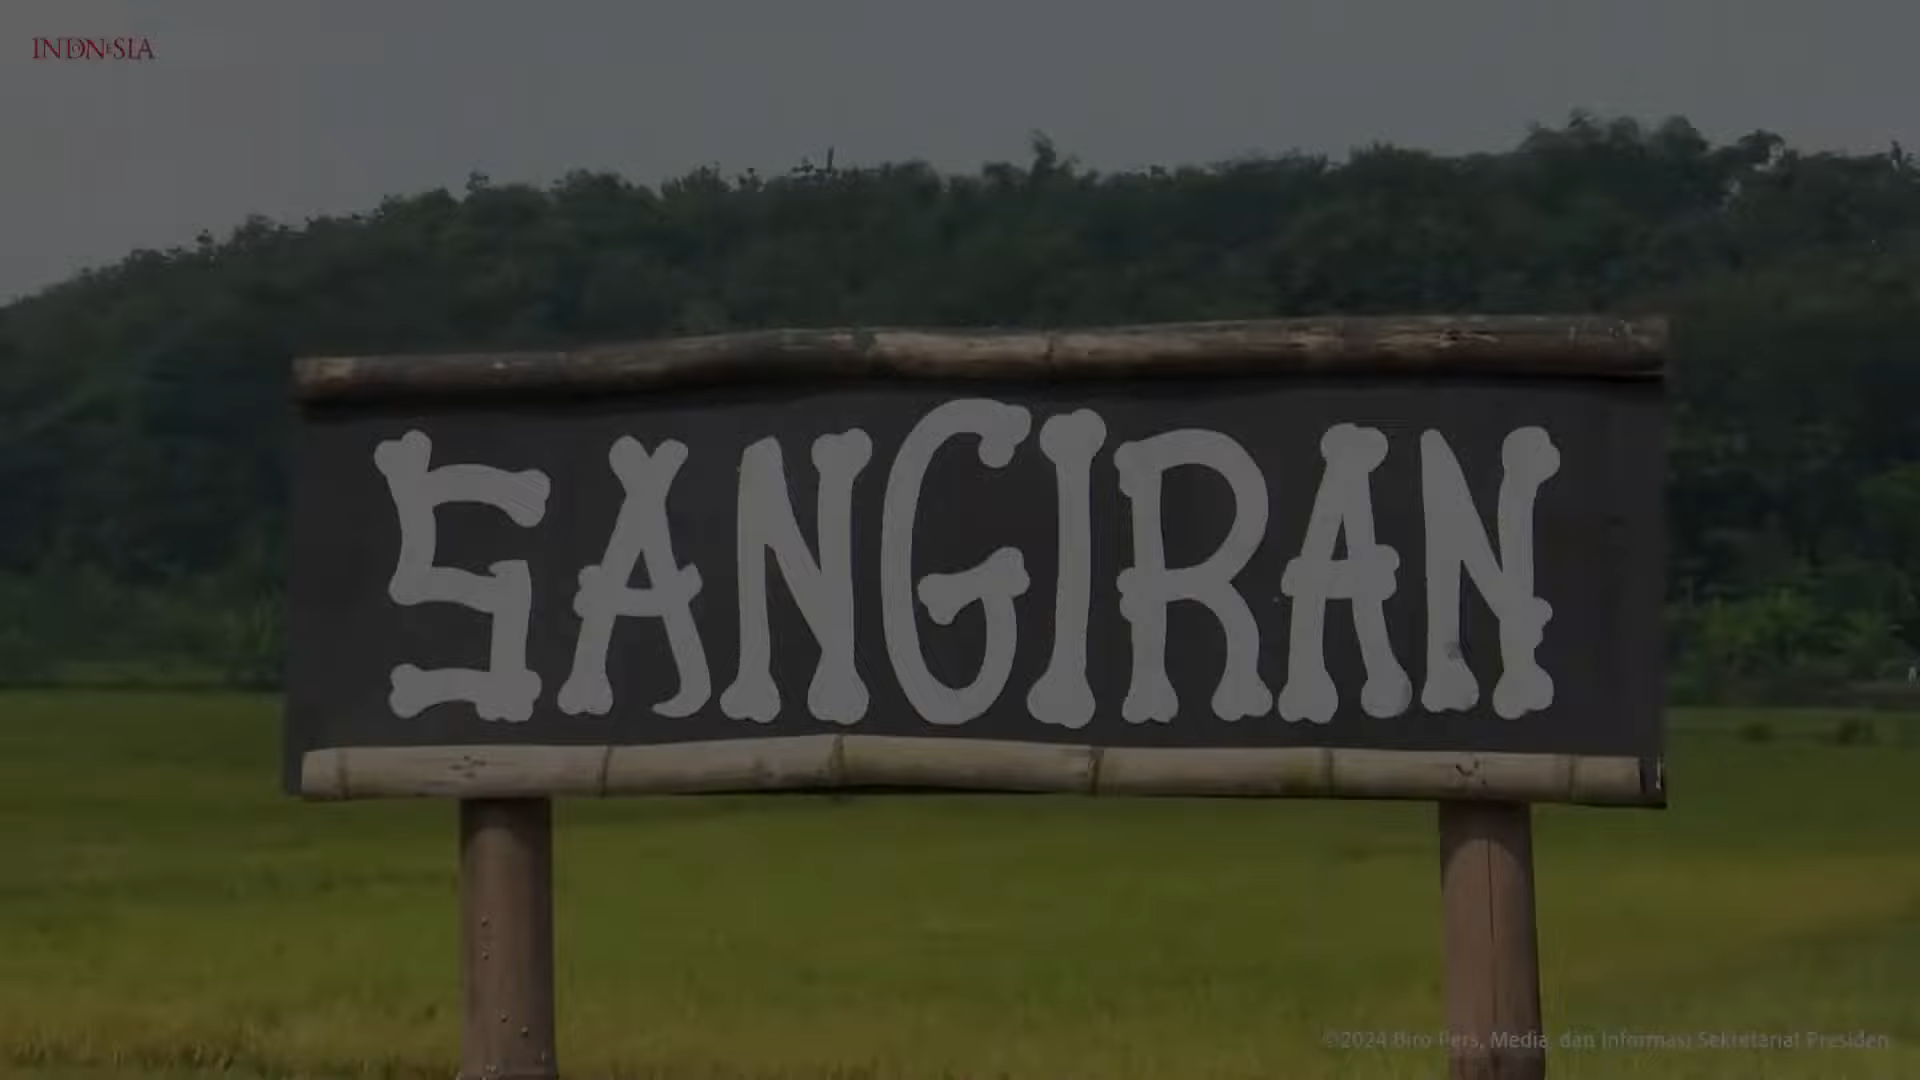 INDONESIA
SANGIRAN
©2024 Biro Pers, Media, dan Informasi Sekretariat Presiden